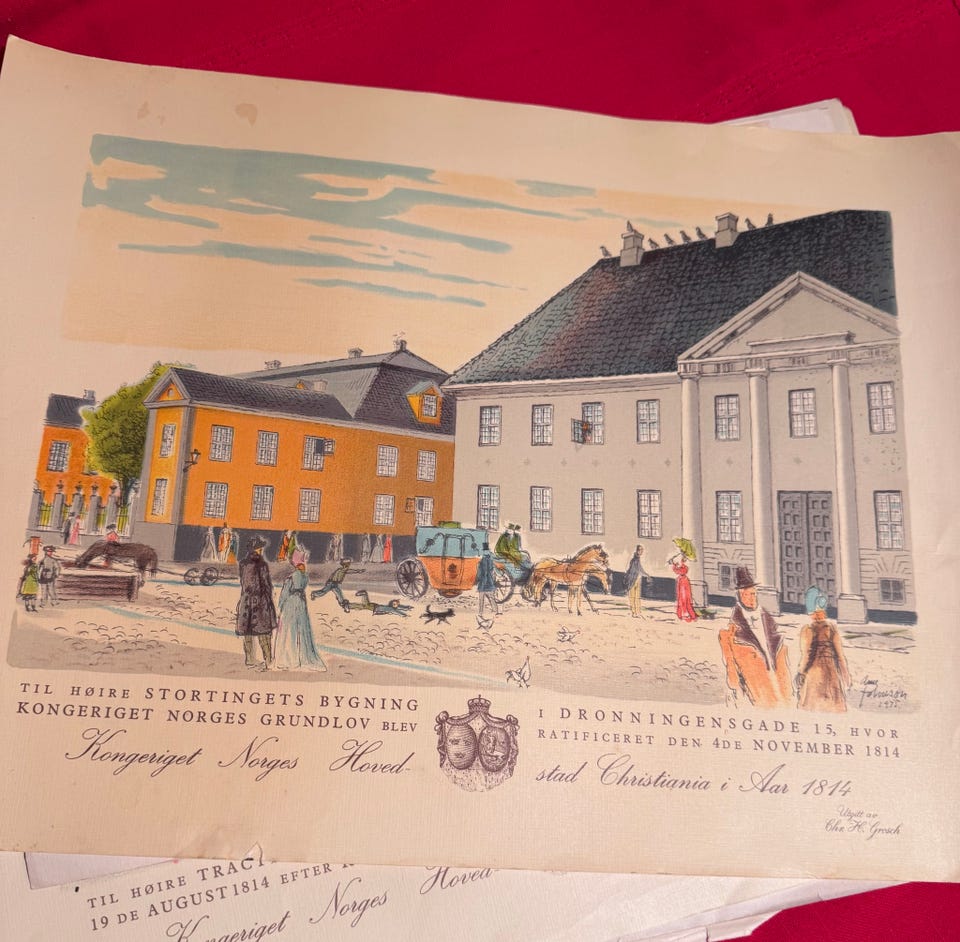 TIL HØIRE STORTINGETS BYGNING I DRONNINGENSGADE 15, HVOR
KONGERIGET NORGES GRUNDLOV BLEV RATIFICERET DEN 4DE NOVEMBER 1814
Kongeriget Norges Hoved- stad Christiania i Aar 1814
Utgitt av
Chr. H. Grosch
TIL HØIRE
19 DE AUGUST 1814 EFTER
Kongeriget Norges Hoved-